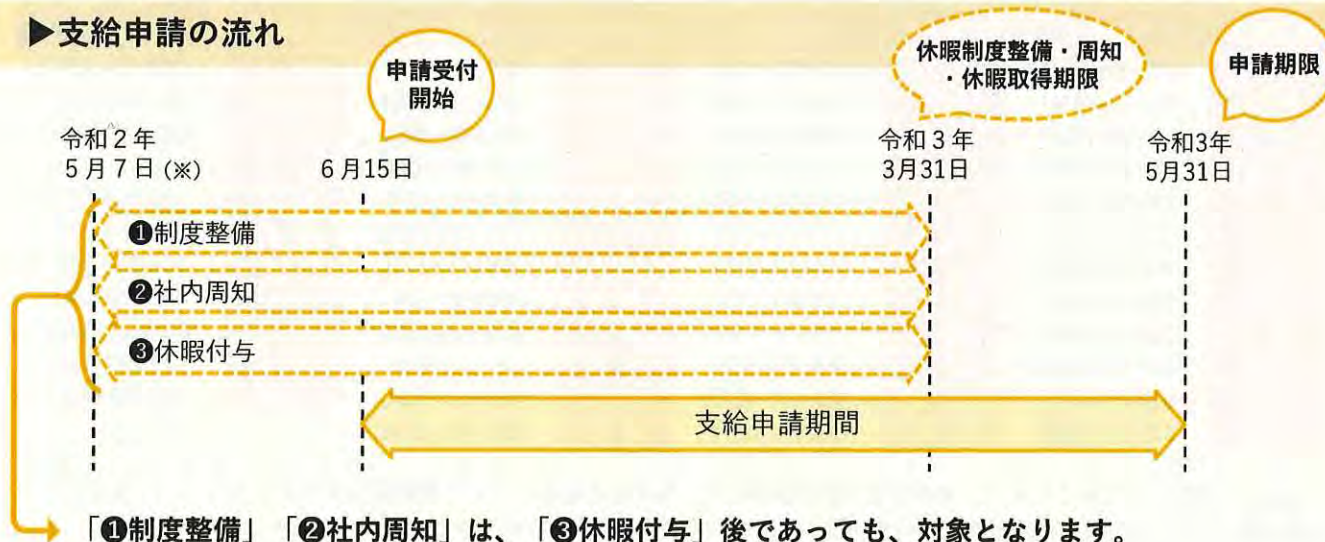 ▶支給申請の流れ
申請受付
開始
休暇制度整備・周知
・休暇取得期限
申請期限
令和2年
5月7日(※)
6月15日
令和3年
3月31日
令和3年
5月31日
❶制度整備
❷社内周知
❸休暇付与
支給申請期間
「❶制度整備」「❷社内周知」は、「❸休暇付与」後であっても、対象となります。